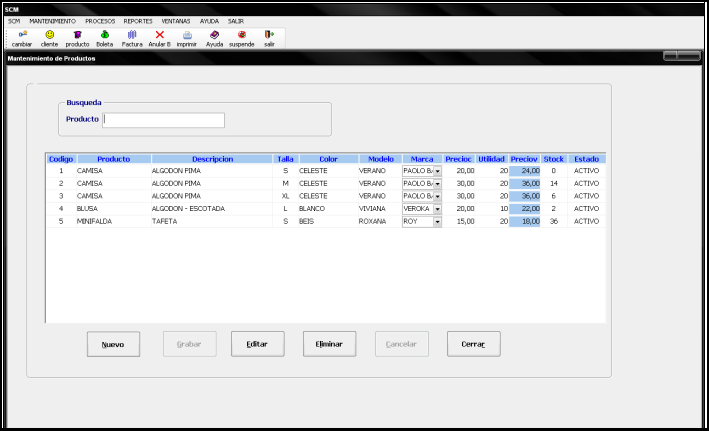 SCM
SCM MANTENIMIENTO PROCESOS REPORTES VENTANAS AYUDA SALIR
cambiar cliente producto Boleta Factura Anular B imprimir Ayuda suspende salir
Mantenimiento de Productos
Busqueda
Producto
Codigo Producto Descripcion Talla Color Modelo Marca Precioc Utilidad Preciov Stock Estado
1 CAMISA ALGODON PIMA S CELESTE VERANO PAOLO BA 20,00 20 24,00 0 ACTIVO
2 CAMISA ALGODON PIMA M CELESTE VERANO PAOLO BA 30,00 20 36,00 14 ACTIVO
3 CAMISA ALGODON PIMA XL CELESTE VERANO PAOLO BA 30,00 20 36,00 6 ACTIVO
4 BLUSA ALGODON - ESCOTADA L BLANCO VIVIANA VEROKA 20,00 10 22,00 2 ACTIVO
5 MINIFALDA TAFETA S BEIS ROXANA ROY 15,00 20 18,00 36 ACTIVO
Nuevo Grabar Editar Eliminar Cancelar Cerrar